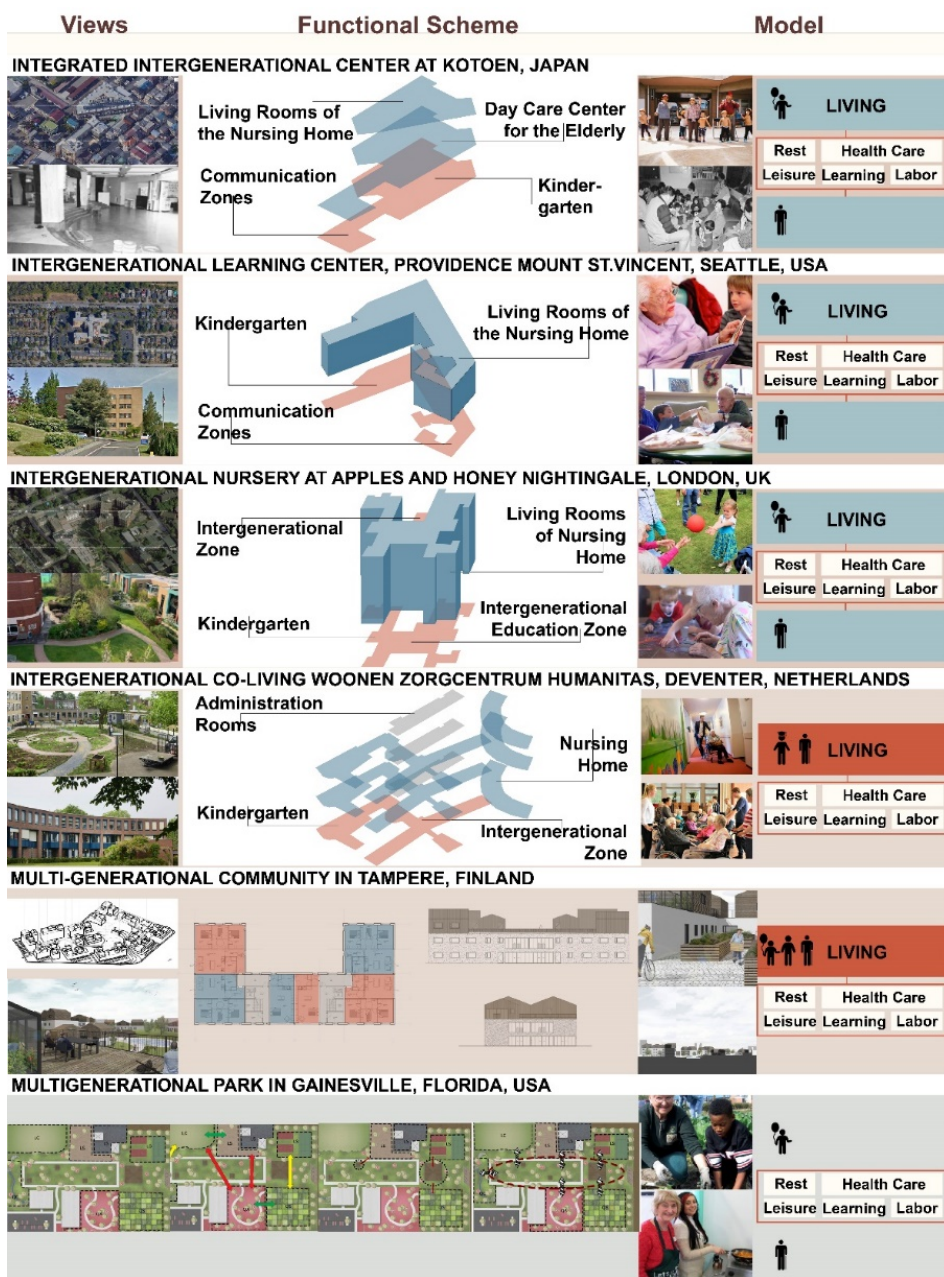 Views Functional Scheme Model
INTEGRATED INTERGENERATIONAL CENTER AT KOTOEN, JAPAN
Living Rooms of
the Nursing Home
Day Care Center
for the Elderly
Communication
Zones
Kinder-
garten
LIVING
Rest Health Care
Leisure Learning Labor
INTERGENERATIONAL LEARNING CENTER, PROVIDENCE MOUNT ST.VINCENT, SEATTLE, USA
Kindergarten
Living Rooms of
the Nursing Home
Communication
Zones
LIVING
Rest Health Care
Leisure Learning Labor
INTERGENERATIONAL NURSERY AT APPLES AND HONEY NIGHTINGALE, LONDON, UK
Intergenerational
Zone
Living Rooms
of Nursing
Home
Kindergarten
Intergenerational
Education Zone
LIVING
Rest Health Care
Leisure Learning Labor
INTERGENERATIONAL CO-LIVING WOONEN ZORGCENTRUM HUMANITAS, DEVENTER, NETHERLANDS
Administration
Rooms
Nursing
Home
Kindergarten
Intergenerational
Zone
LIVING
Rest Health Care
Leisure Learning Labor
MULTI-GENERATIONAL COMMUNITY IN TAMPERE, FINLAND
LIVING
Rest Health Care
Leisure Learning Labor
MULTIGENERATIONAL PARK IN GAINESVILLE, FLORIDA, USA
Rest Health Care
Leisure Learning Labor